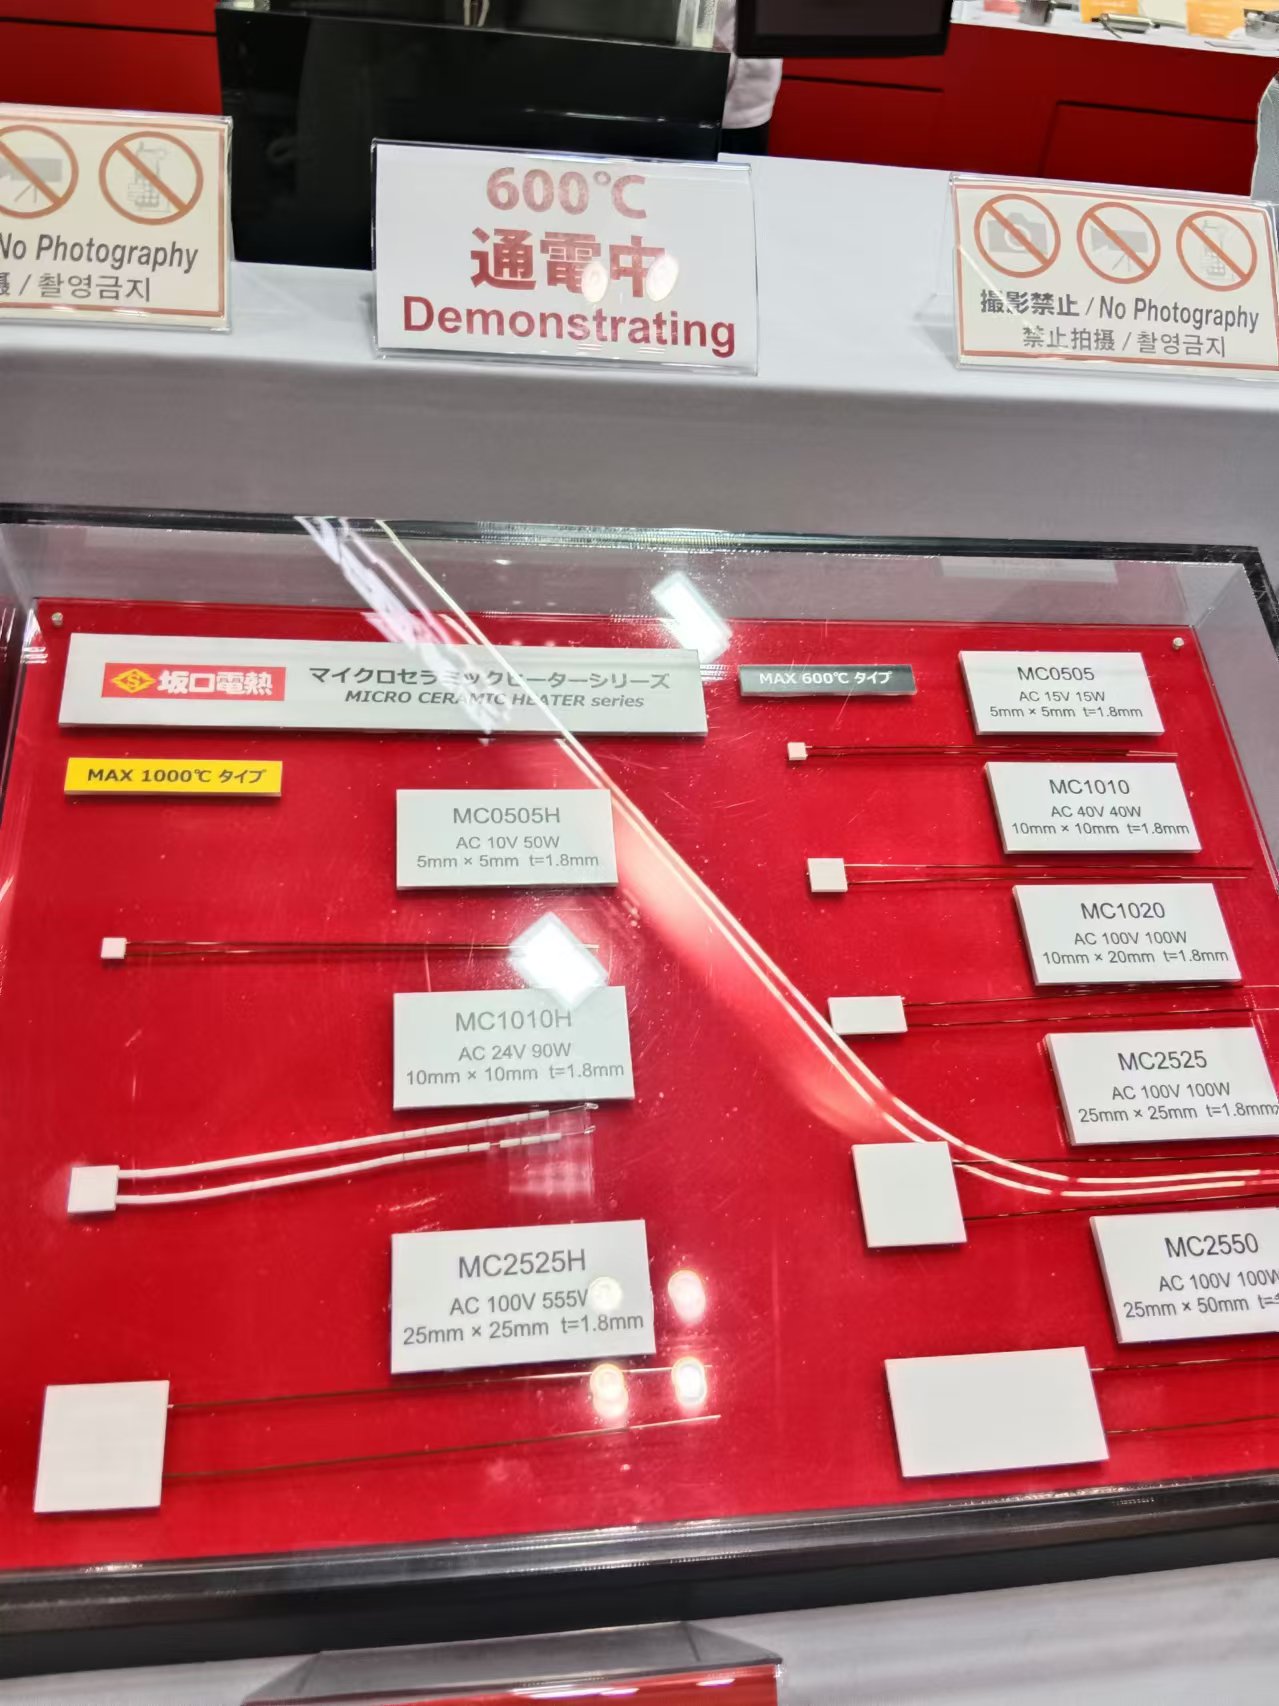 No Photography
/ 촬영금지
600℃
通電中
Demonstrating
撮影禁止 / No Photography
禁止拍摄 / 촬영금지
坂口電熱
マイクロセラミックヒーターシリーズ
MICRO CERAMIC HEATER series
MAX 1000℃ タイプ
MC0505H
AC 10V 50W
5mm × 5mm t=1.8mm
MC1010H
AC 24V 90W
10mm × 10mm t=1.8mm
MC2525H
AC 100V 555W
25mm × 25mm t=1.8mm
MAX 600℃ タイプ
MC0505
AC 15V 15W
5mm × 5mm t=1.8mm
MC1010
AC 40V 40W
10mm × 10mm t=1.8mm
MC1020
AC 100V 100W
10mm × 20mm t=1.8mm
MC2525
AC 100V 100W
25mm × 25mm t=1.8mm
MC2550
AC 100V 100W
25mm × 50mm t=